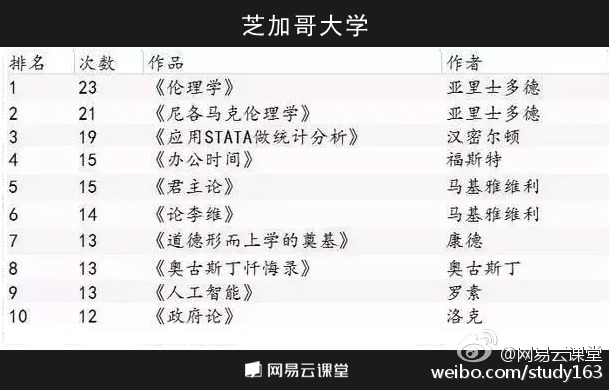 芝加哥大学
排名 次数 作品 作者
1 23 《伦理学》 亚里士多德
2 21 《尼各马克伦理学》 亚里士多德
3 19 《应用STATA做统计分析》 汉密尔顿
4 15 《办公时间》 福斯特
5 15 《君主论》 马基雅维利
6 14 《论李维》 马基雅维利
7 13 《道德形而上学的奠基》 康德
8 13 《奥古斯丁忏悔录》 奥古斯丁
9 13 《人工智能》 罗素
10 12 《政府论》 洛克
网易云课堂
@网易云课堂
weibo.com/study163